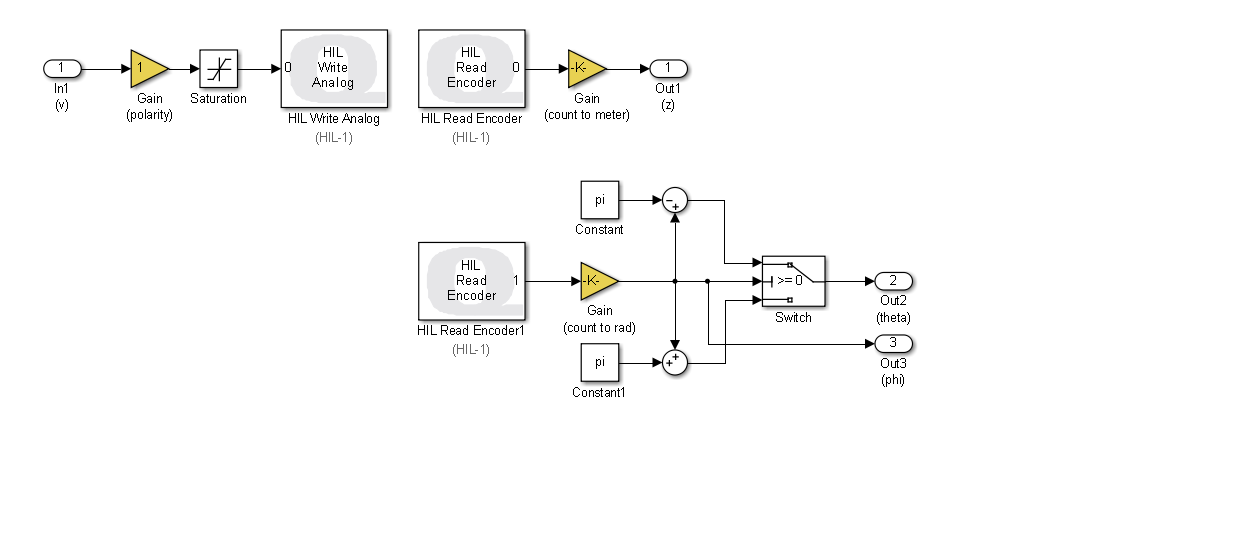 1
In1
(v)
1
Gain
(polarity)
Saturation
0
HIL
Write
Analog
HIL Write Analog
(HIL-1)
HIL
Read
Encoder
0
HIL Read Encoder
(HIL-1)
-K-
Gain
(count to meter)
1
Out1
(z)
pi
Constant
HIL
Read
Encoder
1
HIL Read Encoder1
(HIL-1)
-K-
Gain
(count to rad)
pi
Constant1
>= 0
Switch
2
Out2
(theta)
3
Out3
(phi)